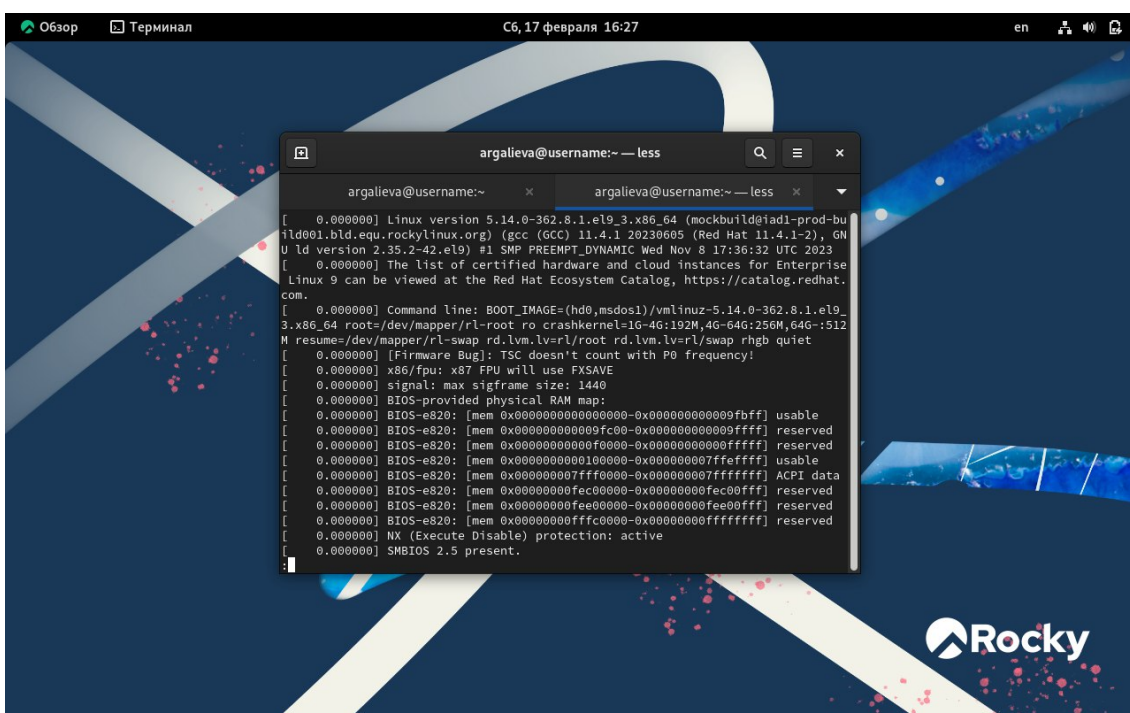 Обзор Терминал Сб, 17 февраля 16:27 en
argalieva@username:~ — less
argalieva@username:~ × argalieva@username:~ — less ×
[    0.000000] Linux version 5.14.0-362.8.1.el9_3.x86_64 (mockbuild@iad1-prod-bu
ild001.bld.equ.rockylinux.org) (gcc (GCC) 11.4.1 20230605 (Red Hat 11.4.1-2), GN
U ld version 2.35.2-42.el9) #1 SMP PREEMPT_DYNAMIC Wed Nov 8 17:36:32 UTC 2023
[    0.000000] The list of certified hardware and cloud instances for Enterprise
 Linux 9 can be viewed at the Red Hat Ecosystem Catalog, https://catalog.redhat.
com.
[    0.000000] Command line: BOOT_IMAGE=(hd0,msdos1)/vmlinuz-5.14.0-362.8.1.el9_
3.x86_64 root=/dev/mapper/rl-root ro crashkernel=1G-4G:192M,4G-64G:256M,64G-:512
M resume=/dev/mapper/rl-swap rd.lvm.lv=rl/root rd.lvm.lv=rl/swap rhgb quiet
[    0.000000] [Firmware Bug]: TSC doesn't count with P0 frequency!
[    0.000000] x86/fpu: x87 FPU will use FXSAVE
[    0.000000] signal: max sigframe size: 1440
[    0.000000] BIOS-provided physical RAM map:
[    0.000000] BIOS-e820: [mem 0x0000000000000000-0x000000000009fbff] usable
[    0.000000] BIOS-e820: [mem 0x000000000009fc00-0x000000000009ffff] reserved
[    0.000000] BIOS-e820: [mem 0x00000000000f0000-0x00000000000fffff] reserved
[    0.000000] BIOS-e820: [mem 0x0000000000100000-0x000000007ffeffff] usable
[    0.000000] BIOS-e820: [mem 0x000000007fff0000-0x000000007fffffff] ACPI data
[    0.000000] BIOS-e820: [mem 0x00000000fec00000-0x00000000fec00fff] reserved
[    0.000000] BIOS-e820: [mem 0x00000000fee00000-0x00000000fee00fff] reserved
[    0.000000] BIOS-e820: [mem 0x00000000fffc0000-0x00000000ffffffff] reserved
[    0.000000] NX (Execute Disable) protection: active
[    0.000000] SMBIOS 2.5 present.
:
Rocky